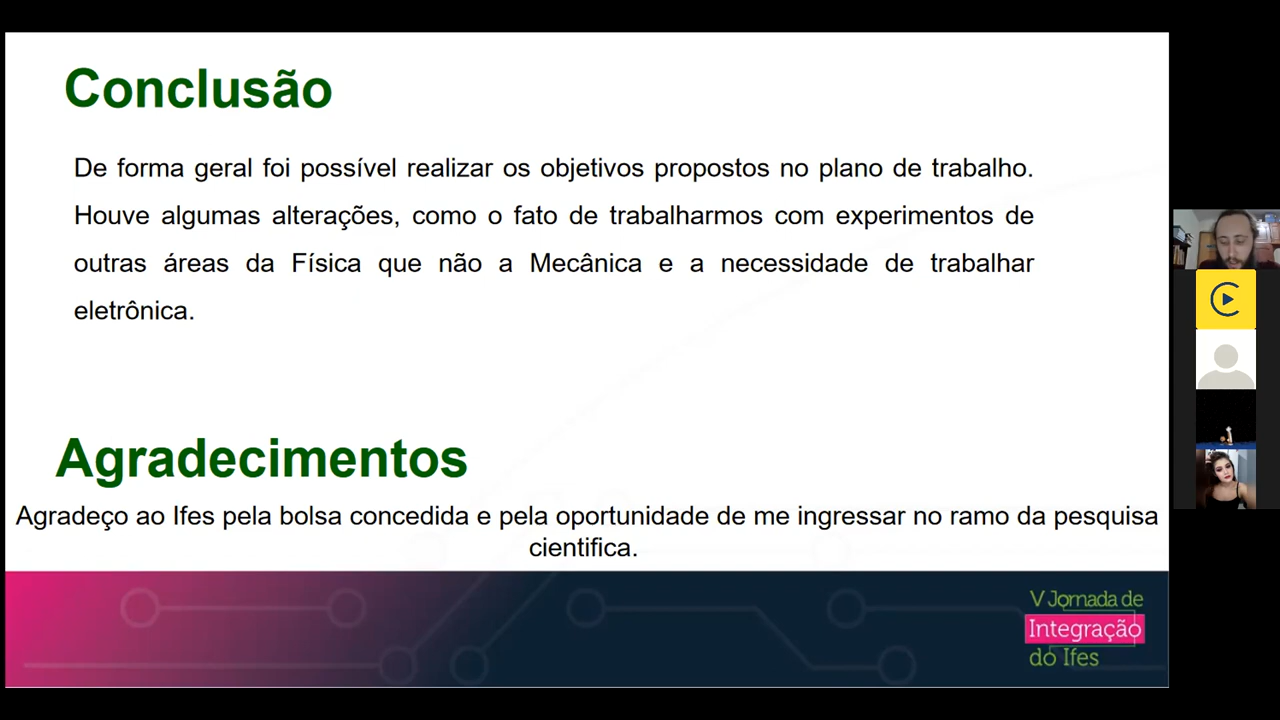 Conclusão
De forma geral foi possível realizar os objetivos propostos no plano de trabalho.
Houve algumas alterações, como o fato de trabalharmos com experimentos de
outras áreas da Física que não a Mecânica e a necessidade de trabalhar
eletrônica.
Agradecimentos
Agradeço ao Ifes pela bolsa concedida e pela oportunidade de me ingressar no ramo da pesquisa
cientifica.
V Jornada de
Integração
do Ifes